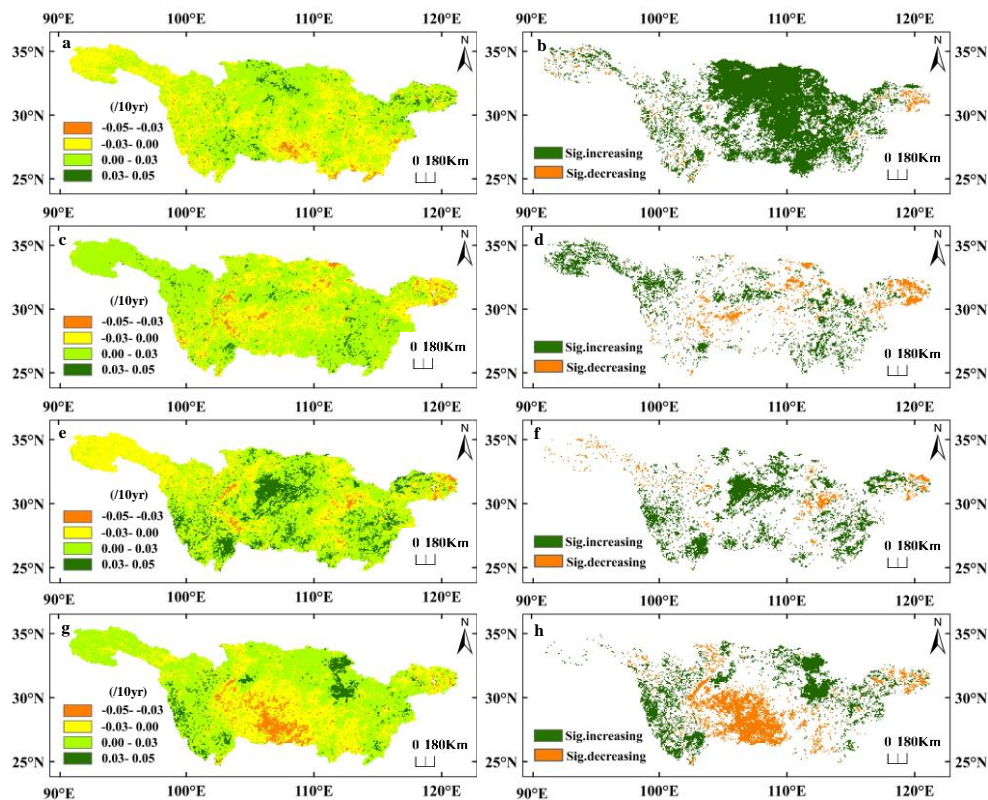 90°E 100°E 110°E 120°E 90°E 100°E 110°E 120°E
35°N a N 35°N b N 35°N
(/10yr)
30°N -0.05- -0.03 30°N 30°N
-0.03- 0.00 Sig.increasing
0.00 - 0.03 0 180Km Sig.decreasing 0 180Km
25°N 0.03 - 0.05 25°N 25°N
90°E 100°E 110°E 120°E 90°E 100°E 110°E 120°E
35°N c N 35°N d N 35°N
(/10yr)
30°N -0.05- -0.03 30°N 30°N
-0.03- 0.00 Sig.increasing
0.00 - 0.03 0 180Km Sig.decreasing 0 180Km
25°N 0.03 - 0.05 25°N 25°N
90°E 100°E 110°E 120°E 90°E 100°E 110°E 120°E
35°N e N 35°N f N 35°N
(/10yr)
30°N -0.05- -0.03 30°N 30°N
-0.03- 0.00 Sig.increasing
0.00 - 0.03 0 180Km Sig.decreasing 0 180Km
25°N 0.03- 0.05 25°N 25°N
90°E 100°E 110°E 120°E 90°E 100°E 110°E 120°E
35°N g N 35°N h N 35°N
(/10yr)
30°N -0.05- -0.03 30°N 30°N
-0.03- 0.00 Sig.increasing
0.00 - 0.03 0 180Km Sig.decreasing 0 180Km
25°N 0.03- 0.05 25°N 25°N
90°E 100°E 110°E 120°E 90°E 100°E 110°E 120°E